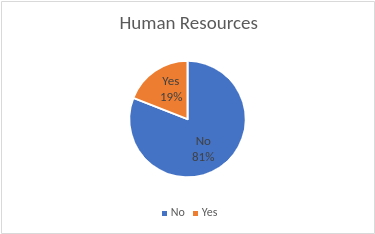 Human Resources
Yes
19%
No
81%
No Yes